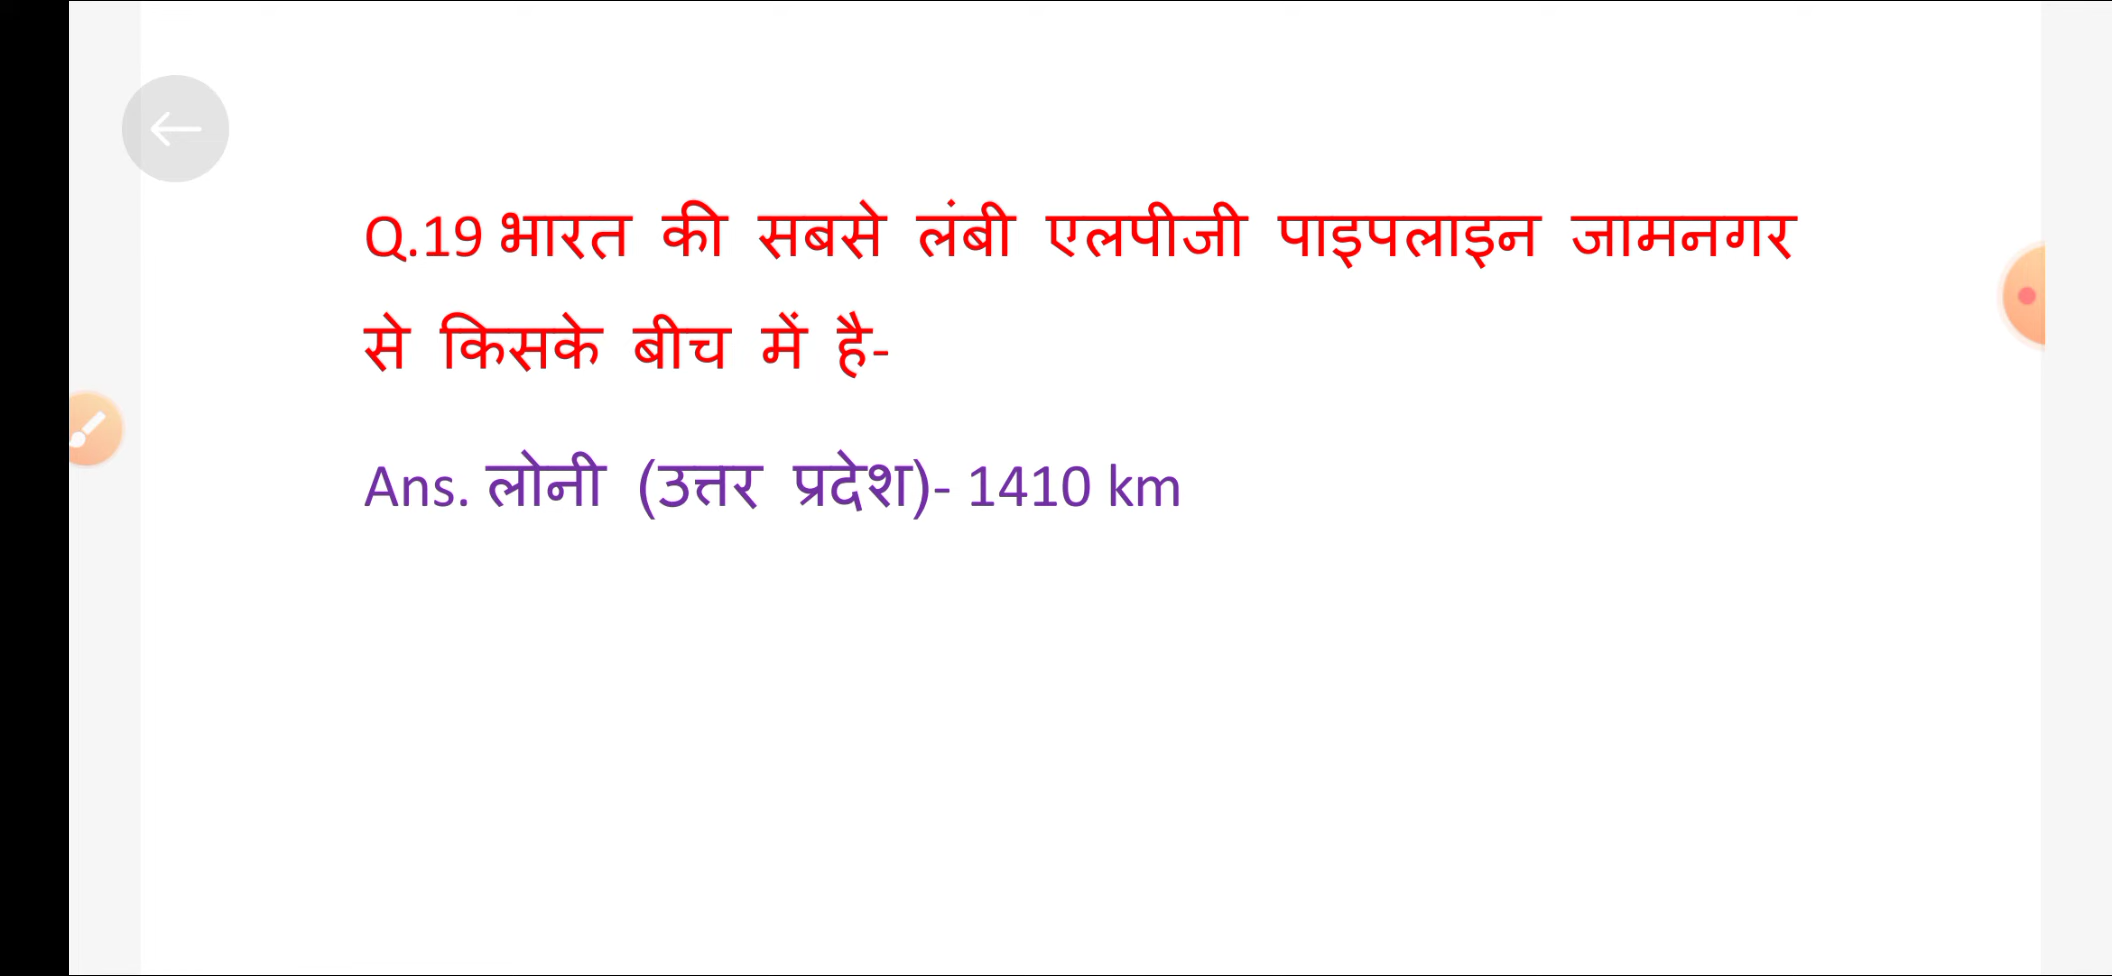 Q.19 भारत की सबसे लंबी एलपीजी पाइपलाइन जामनगर
से किसके बीच में है-
Ans. लोनी (उत्तर प्रदेश)- 1410 km